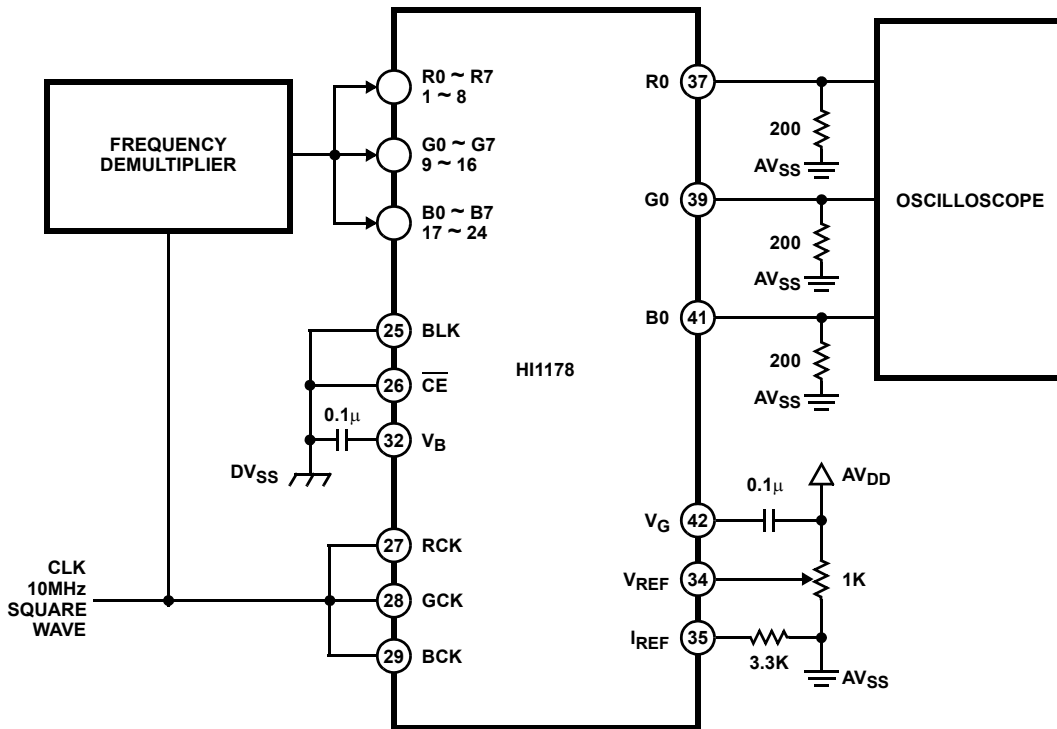 FREQUENCY
DEMULTIPLIER
R0 ~ R7
1 ~ 8
G0 ~ G7
9 ~ 16
B0 ~ B7
17 ~ 24
25 BLK
26 CE
0.1μ
32 VB
DVSS
27 RCK
CLK
10MHz
SQUARE
WAVE
28 GCK
29 BCK
HI1178
R0 37
200
AVSS
G0 39
200
AVSS
B0 41
200
AVSS
OSCILLOSCOPE
AVDD
0.1μ
VG 42
VREF 34
1K
IREF 35
3.3K
AVSS